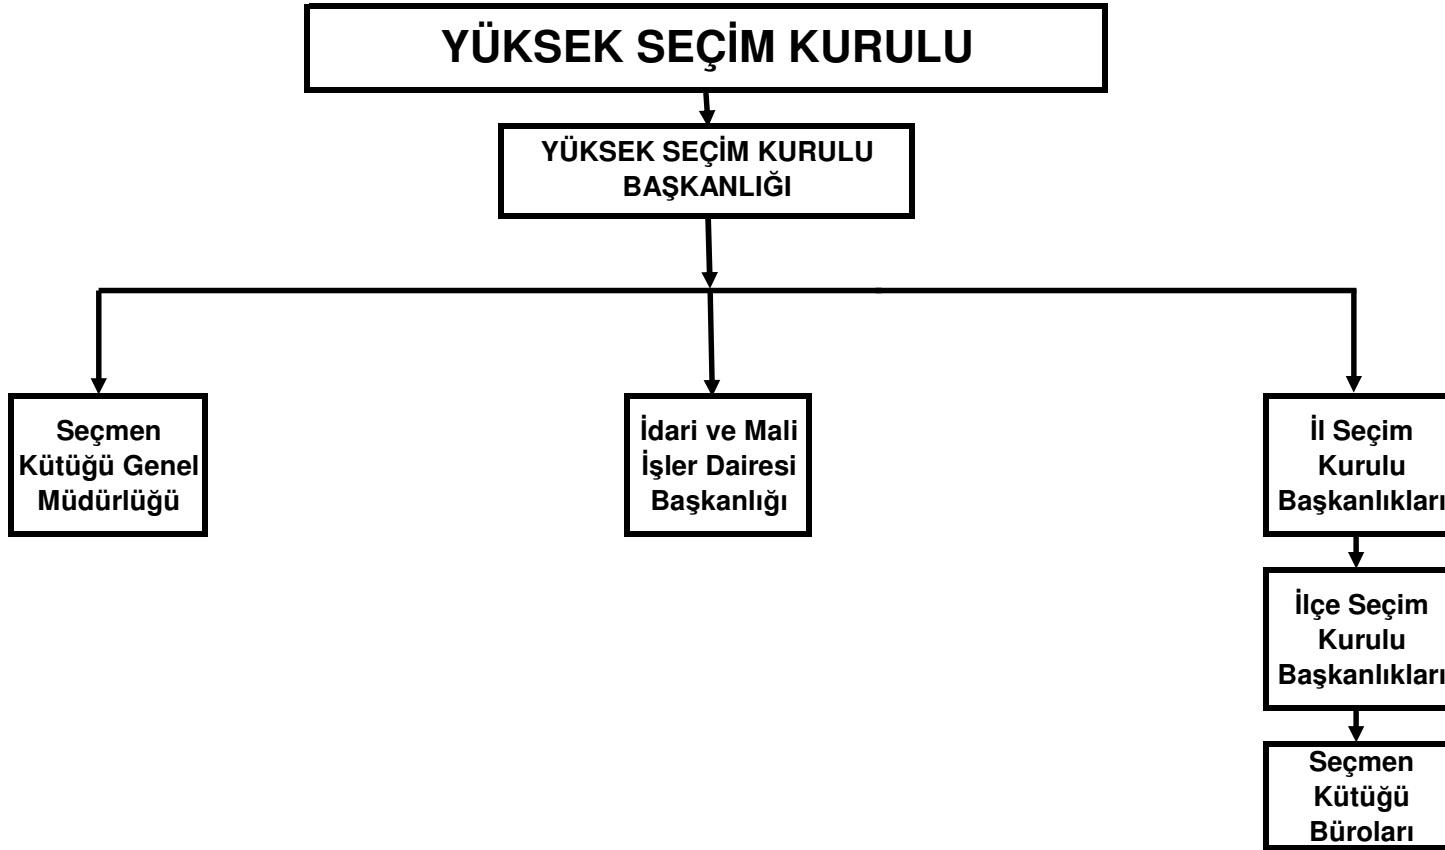 YÜKSEK SEÇİM KURULU
YÜKSEK SEÇİM KURULU
BAŞKANLIĞI
Seçmen
Kütüğü Genel
Müdürlüğü
İdari ve Mali
İşler Dairesi
Başkanlığı
İl Seçim
Kurulu
Başkanlıkları
İlçe Seçim
Kurulu
Başkanlıkları
Seçmen
Kütüğü
Büroları